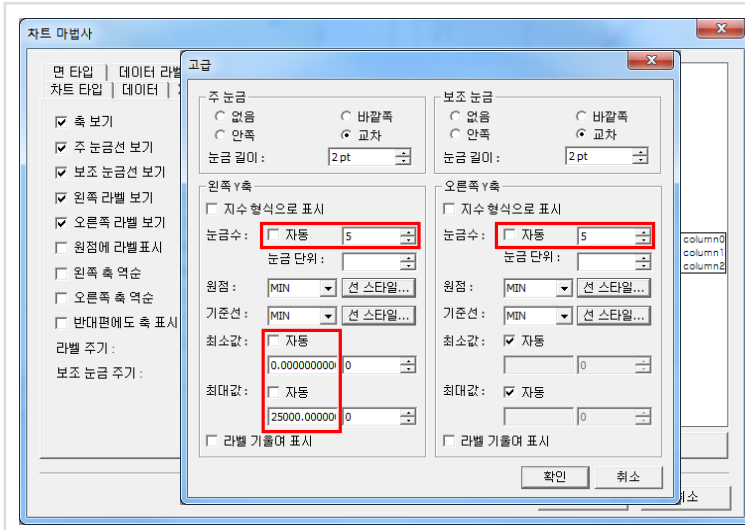 차트 마법사
면 타입 데이터 라벨
차트 타입 데이터
축 보기
주 눈금선 보기
보조 눈금선 보기
왼쪽 라벨 보기
오른쪽 라벨 보기
원점에 라벨표시
왼쪽 축 역순
오른쪽 축 역순
반대편에도 축 표시
라벨 주기 :
보조 눈금 주기 :
고급
주 눈금
없음 바깥쪽
안쪽 교차
눈금 길이 : 2pt
보조 눈금
없음 바깥쪽
안쪽 교차
눈금 길이 : 2pt
왼쪽 Y축
지수 형식으로 표시
눈금수 : 자동 5
눈금 단위 :
원점 : MIN 선 스타일...
기준선 : MIN 선 스타일...
최소값 : 자동
0.0000000000 0
최대값 : 자동
25000.000000 0
라벨 기울여 표시
오른쪽 Y축
지수 형식으로 표시
눈금수 : 자동 5
눈금 단위 :
원점 : MIN 선 스타일...
기준선 : MIN 선 스타일...
최소값 : 자동
0
최대값 : 자동
0
라벨 기울여 표시
확인 취소
column0
column1
column2
취소